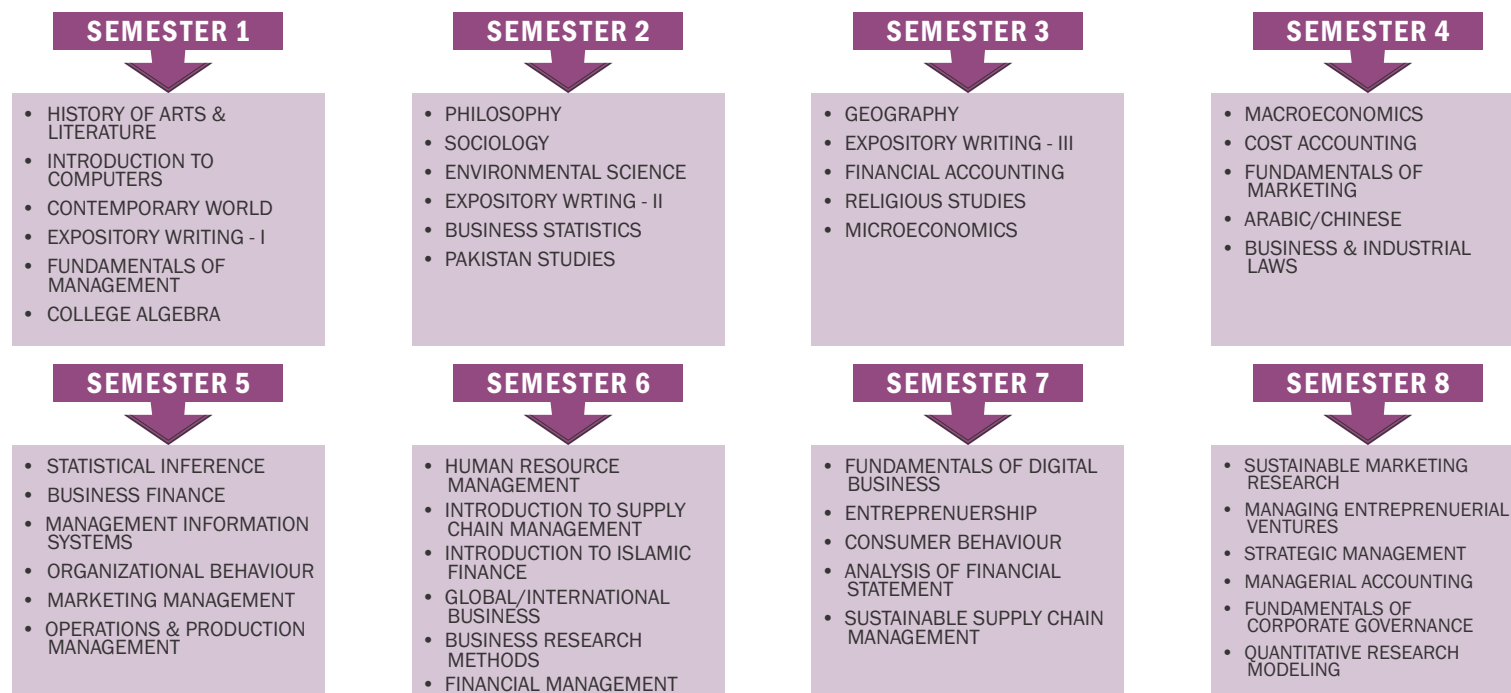 SEMESTER 1
• HISTORY OF ARTS &
LITERATURE
• INTRODUCTION TO
COMPUTERS
• CONTEMPORARY WORLD
• EXPOSITORY WRITING - I
• FUNDAMENTALS OF
MANAGEMENT
• COLLEGE ALGEBRA
SEMESTER 2
• PHILOSOPHY
• SOCIOLOGY
• ENVIRONMENTAL SCIENCE
• EXPOSITORY WRTING - II
• BUSINESS STATISTICS
• PAKISTAN STUDIES
SEMESTER 3
• GEOGRAPHY
• EXPOSITORY WRITING - III
• FINANCIAL ACCOUNTING
• RELIGIOUS STUDIES
• MICROECONOMICS
SEMESTER 4
• MACROECONOMICS
• COST ACCOUNTING
• FUNDAMENTALS OF
MARKETING
• ARABIC/CHINESE
• BUSINESS & INDUSTRIAL
LAWS
SEMESTER 5
• STATISTICAL INFERENCE
• BUSINESS FINANCE
• MANAGEMENT INFORMATION
SYSTEMS
• ORGANIZATIONAL BEHAVIOUR
• MARKETING MANAGEMENT
• OPERATIONS & PRODUCTION
MANAGEMENT
SEMESTER 6
• HUMAN RESOURCE
MANAGEMENT
• INTRODUCTION TO SUPPLY
CHAIN MANAGEMENT
• INTRODUCTION TO ISLAMIC
FINANCE
• GLOBAL/INTERNATIONAL
BUSINESS
• BUSINESS RESEARCH
METHODS
• FINANCIAL MANAGEMENT
SEMESTER 7
• FUNDAMENTALS OF DIGITAL
BUSINESS
• ENTREPRENUERSHIP
• CONSUMER BEHAVIOUR
• ANALYSIS OF FINANCIAL
STATEMENT
• SUSTAINABLE SUPPLY CHAIN
MANAGEMENT
SEMESTER 8
• SUSTAINABLE MARKETING
RESEARCH
• MANAGING ENTREPRENUERIAL
VENTURES
• STRATEGIC MANAGEMENT
• MANAGERIAL ACCOUNTING
• FUNDAMENTALS OF
CORPORATE GOVERNANCE
• QUANTITATIVE RESEARCH
MODELING